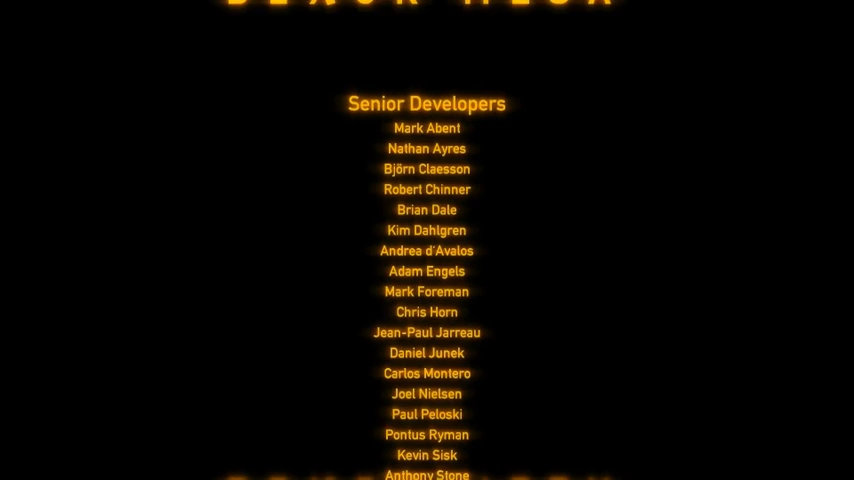 BLACK MESA
Senior Developers
Mark Abent
Nathan Ayres
Björn Claesson
Robert Chinner
Brian Dale
Kim Dahlgren
Andrea d'Avalos
Adam Engels
Mark Foreman
Chris Horn
Jean-Paul Jarreau
Daniel Junek
Carlos Montero
Joel Nielsen
Paul Peloski
Pontus Ryman
Kevin Sisk
Anthony Stone